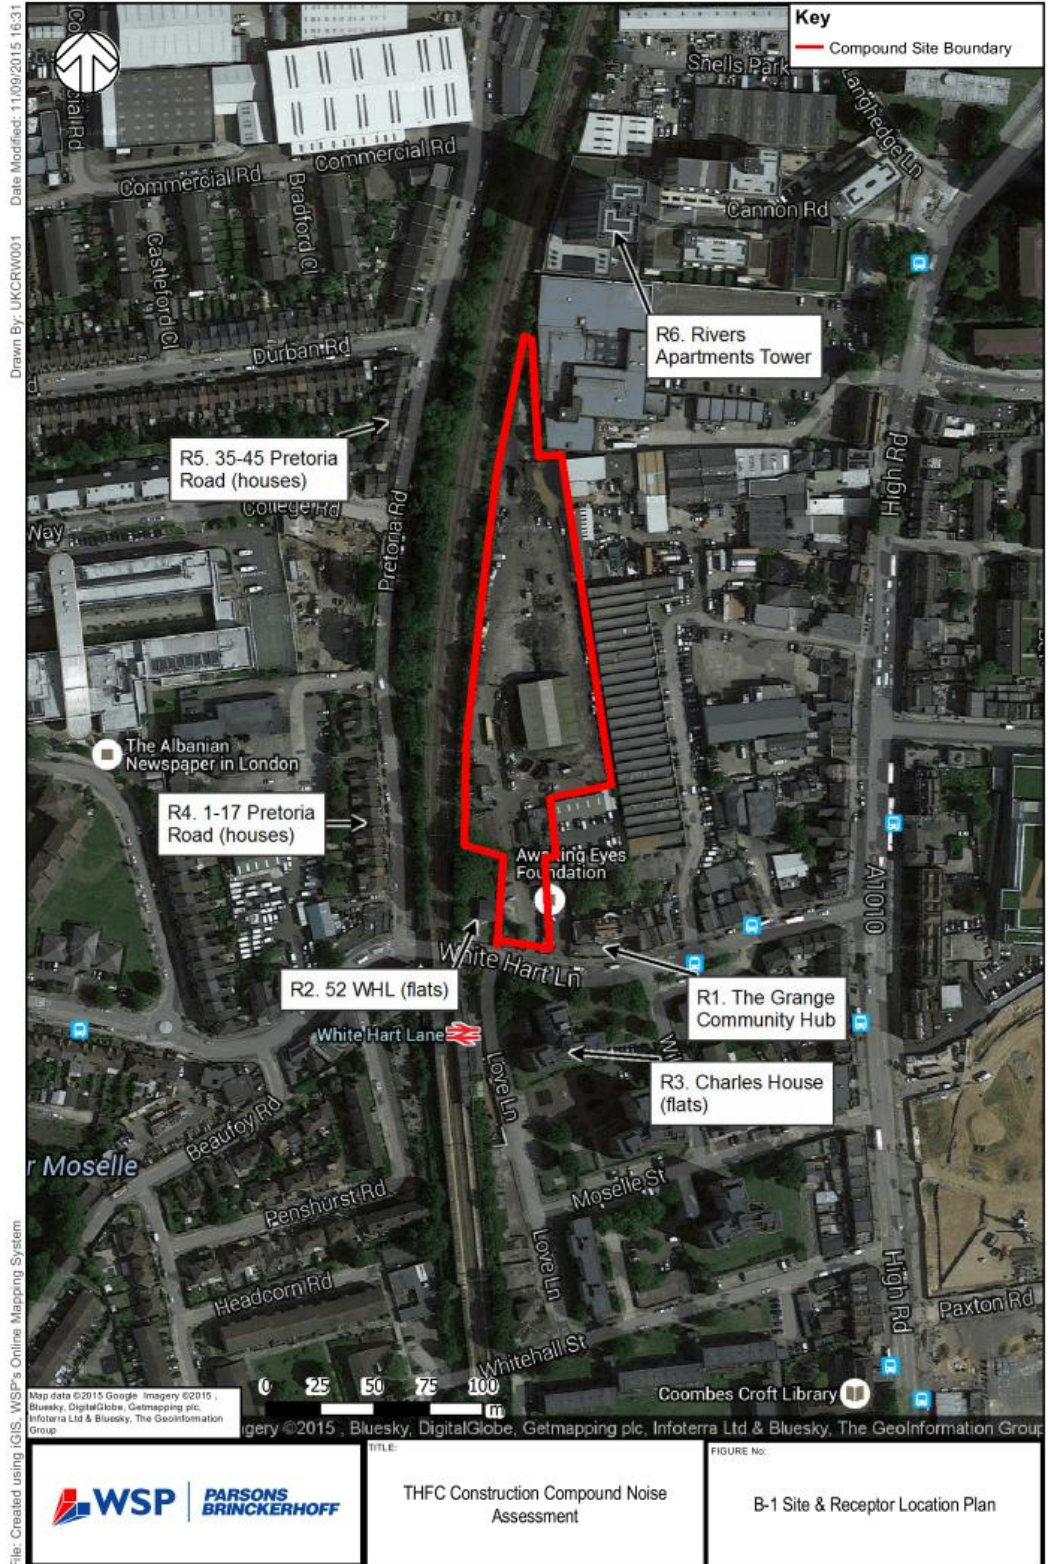 Date Modified: 11/09/2015 16:31
Drawn By: UKCRW001
File: Created using iGIS, WSP's Online Mapping System
Key
Compound Site Boundary
Snells Park
Langhedge Ln
Commercial Rd
Commercial Rd
Bradford Cl
Castleford Cl
Cannon Rd
Durban Rd
R6. Rivers
Apartments Tower
R5. 35-45 Pretoria
Road (houses)
College Rd
High Rd
Way
Pretoria Rd
The Albanian
Newspaper in London
R4. 1-17 Pretoria
Road (houses)
Foundation
A1010
White Hart Ln
R2. 52 WHL (flats)
R1. The Grange
Community Hub
White Hart Lane
R3. Charles House
(flats)
Love Ln
Beaufoy Rd
r Moselle
Moselle St
Penshurst Rd
Love Ln
Headcorn Rd
High Rd
Paxton Rd
Whitehall St
0 25 50 75 100
m
Coombes Croft Library
Map data ©2015 Google Imagery ©2015 ,
Bluesky, DigitalGlobe, Getmapping plc,
Infoterra Ltd & Bluesky, The GeoInformation
Group
igery ©2015 , Bluesky, DigitalGlobe, Getmapping plc, Infoterra Ltd & Bluesky, The GeoInformation Group
WSP
PARSONS
BRINCKERHOFF
TITLE:
THFC Construction Compound Noise
Assessment
FIGURE No:
B-1 Site & Receptor Location Plan